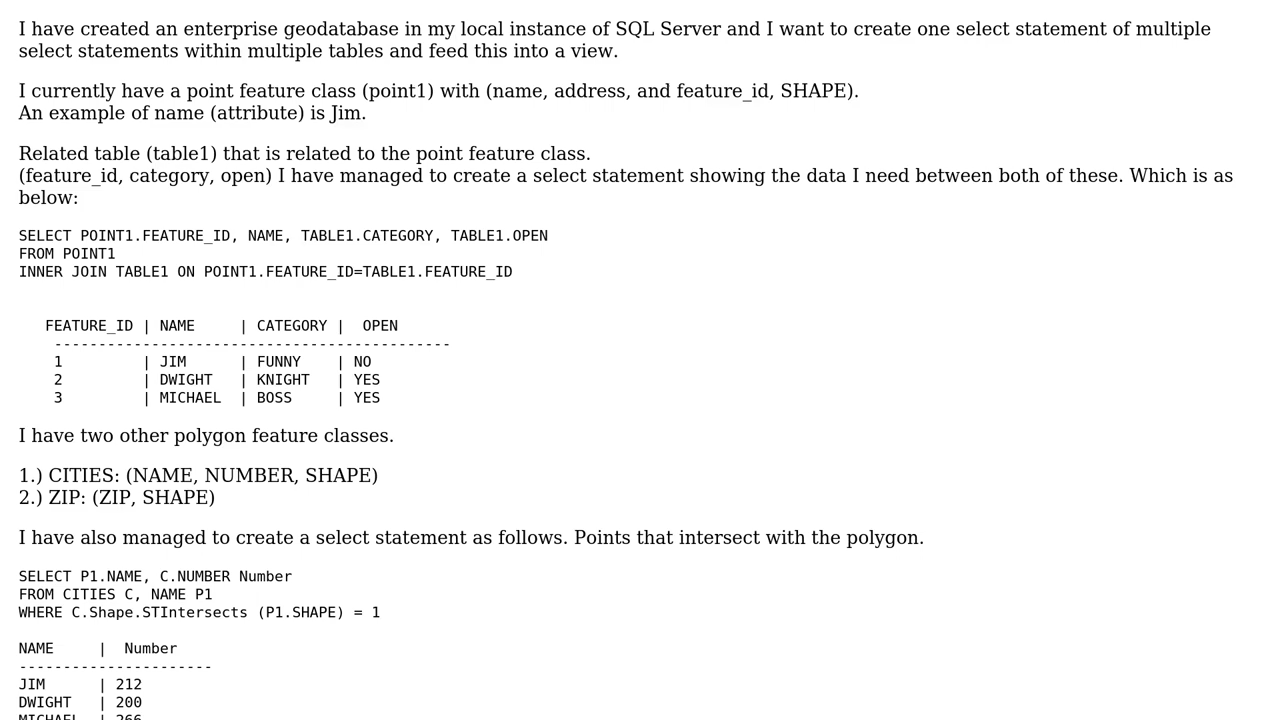 I have created an enterprise geodatabase in my local instance of SQL Server and I want to create one select statement of multiple
select statements within multiple tables and feed this into a view.
I currently have a point feature class (point1) with (name, address, and feature_id, SHAPE).
An example of name (attribute) is Jim.
Related table (table1) that is related to the point feature class.
(feature_id, category, open) I have managed to create a select statement showing the data I need between both of these. Which is as
below:
SELECT POINT1.FEATURE_ID, NAME, TABLE1.CATEGORY, TABLE1.OPEN
FROM POINT1
INNER JOIN TABLE1 ON POINT1.FEATURE_ID=TABLE1.FEATURE_ID
FEATURE_ID | NAME     | CATEGORY |  OPEN
---------------------------------------------
1         | JIM      | FUNNY    | NO
2         | DWIGHT   | KNIGHT   | YES
3         | MICHAEL  | BOSS     | YES
I have two other polygon feature classes.
1.) CITIES: (NAME, NUMBER, SHAPE)
2.) ZIP: (ZIP, SHAPE)
I have also managed to create a select statement as follows. Points that intersect with the polygon.
SELECT P1.NAME, C.NUMBER Number
FROM CITIES C, NAME P1
WHERE C.Shape.STIntersects (P1.SHAPE) = 1
NAME     |  Number
----------------------
JIM      | 212
DWIGHT   | 200
MICHAEL  | 266